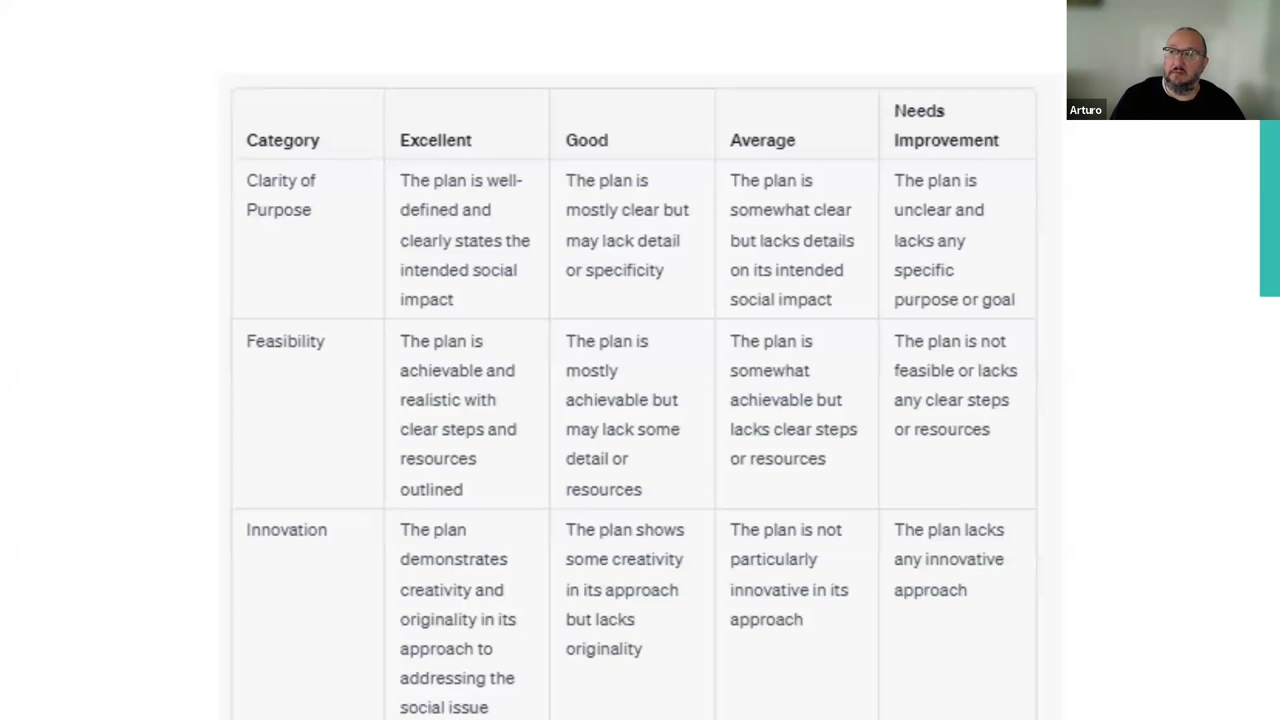 Arturo
Category
Excellent
Good
Average
Needs
Improvement
Clarity of
Purpose
The plan is well-
defined and
clearly states the
intended social
impact
The plan is
mostly clear but
may lack detail
or specificity
The plan is
somewhat clear
but lacks details
on its intended
social impact
The plan is
unclear and
lacks any
specific
purpose or goal
Feasibility
The plan is
achievable and
realistic with
clear steps and
resources
outlined
The plan is
mostly
achievable but
may lack some
detail or
resources
The plan is
somewhat
achievable but
lacks clear steps
or resources
The plan is not
feasible or lacks
any clear steps
or resources
Innovation
The plan
demonstrates
creativity and
originality in its
approach to
addressing the
social issue
The plan shows
some creativity
in its approach
but lacks
originality
The plan is not
particularly
innovative in its
approach
The plan lacks
any innovative
approach